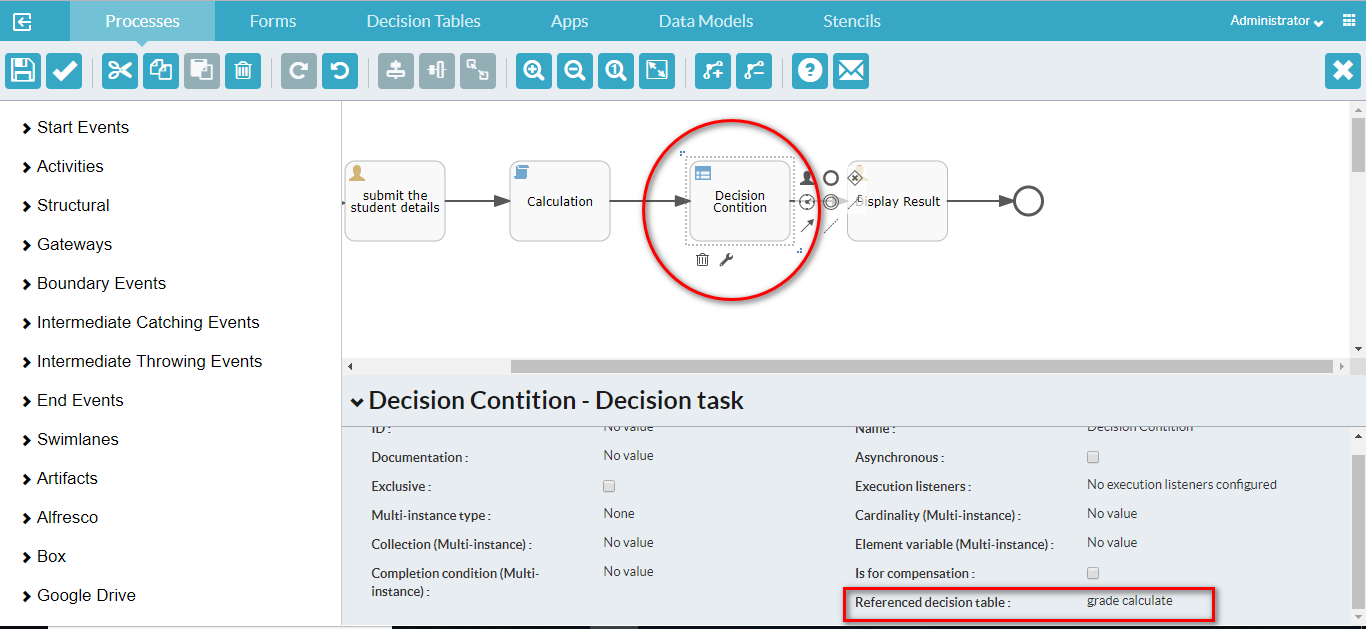 Processes Forms Decision Tables Apps Data Models Stencils Administrator
Start Events
Activities
Structural
Gateways
Boundary Events
Intermediate Catching Events
Intermediate Throwing Events
End Events
Swimlanes
Artifacts
Alfresco
Box
Google Drive
submit the
student details
Calculation
Decision
Contition
Display Result
Decision Contition - Decision task
ID : No value Name : Decision Contition
Documentation : No value Asynchronous :
Exclusive : Execution listeners : No execution listeners configured
Multi-instance type : None Cardinality (Multi-instance) : No value
Collection (Multi-instance) : No value Element variable (Multi-instance) : No value
Completion condition (Multi-
instance) : No value Is for compensation :
Referenced decision table : grade calculate